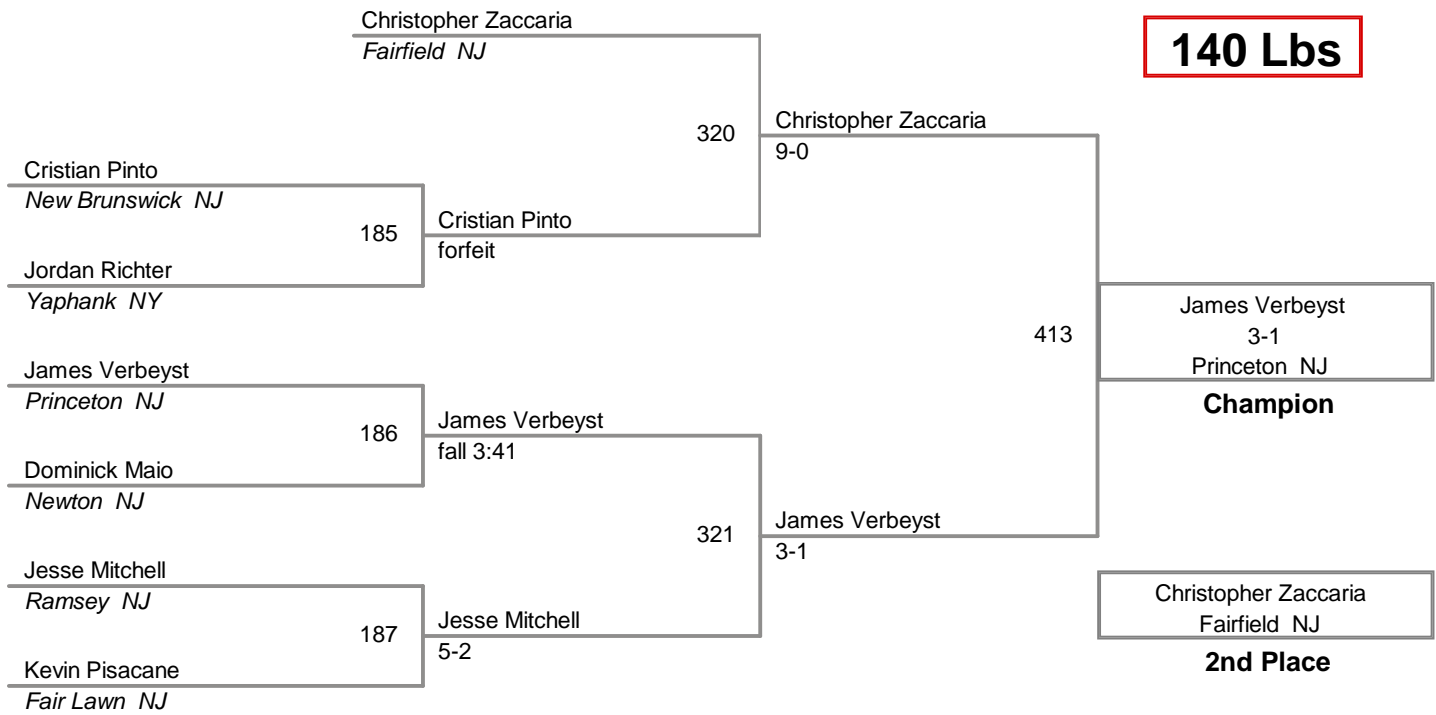 Christopher Zaccaria
Fairfield NJ
140 Lbs
320
Christopher Zaccaria
9-0
Cristian Pinto
New Brunswick NJ
185
Cristian Pinto
forfeit
Jordan Richter
Yaphank NY
413
James Verbeyst
3-1
Princeton NJ
Champion
James Verbeyst
Princeton NJ
186
James Verbeyst
fall 3:41
Dominick Maio
Newton NJ
321
James Verbeyst
3-1
Jesse Mitchell
Ramsey NJ
187
Jesse Mitchell
5-2
Kevin Pisacane
Fair Lawn NJ
Christopher Zaccaria
Fairfield NJ
2nd Place